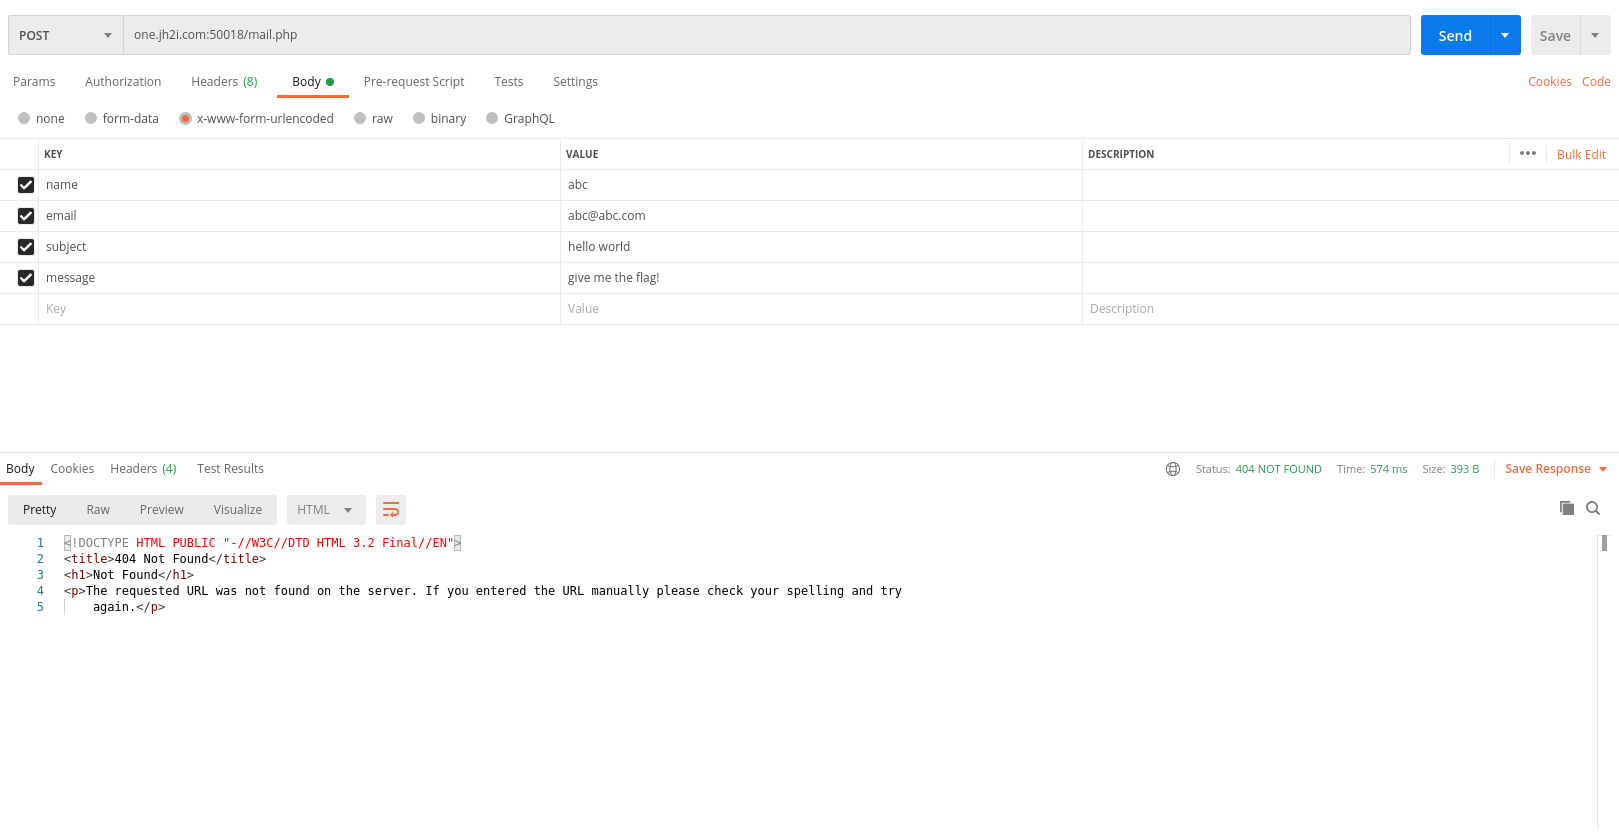 POST one.jh2i.com:50018/mail.php Send Save
Params Authorization Headers (8) Body Pre-request Script Tests Settings Cookies Code
none form-data x-www-form-urlencoded raw binary GraphQL
KEY VALUE DESCRIPTION ••• Bulk Edit
name abc
email abc@abc.com
subject hello world
message give me the flag!
Key Value Description
Body Cookies Headers (4) Test Results Status: 404 NOT FOUND Time: 574 ms Size: 393 B Save Response
Pretty Raw Preview Visualize HTML
1 <!DOCTYPE HTML PUBLIC "-//W3C//DTD HTML 3.2 Final//EN">
2 <title>404 Not Found</title>
3 <h1>Not Found</h1>
4 <p>The requested URL was not found on the server. If you entered the URL manually please check your spelling and try
5 again.</p>